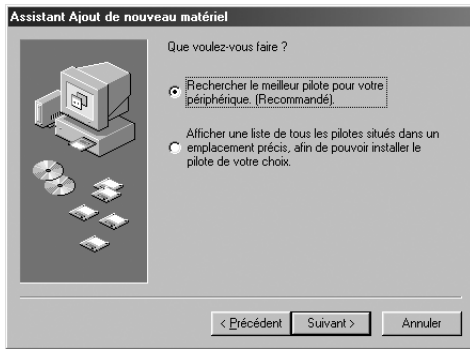 Assistant Ajout de nouveau matériel
Que voulez-vous faire ?
Rechercher le meilleur pilote pour votre
périphérique. (Recommandé).
Afficher une liste de tous les pilotes situés dans un
emplacement précis, afin de pouvoir installer le
pilote de votre choix.
< Précédent
Suivant >
Annuler